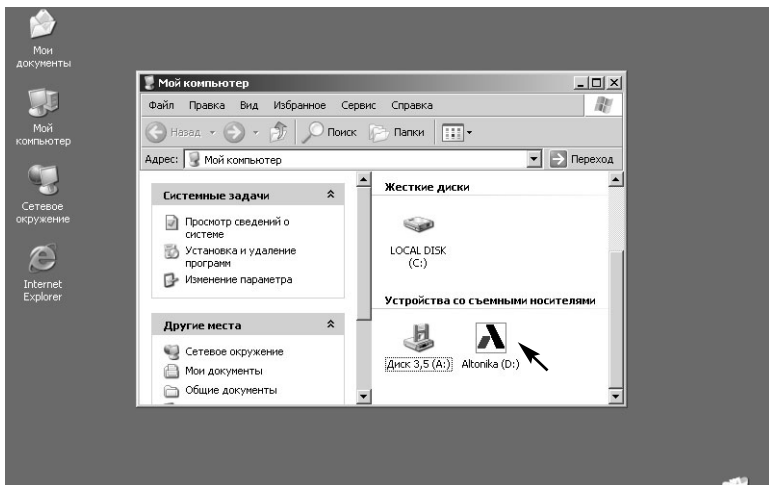 Мои
документы
Мой
компьютер
Сетевое
окружение
Internet
Explorer
Мой компьютер
Файл Правка Вид Избранное Сервис Справка
Назад Поиск Папки
Адрес: Мой компьютер Переход
Системные задачи
Просмотр сведений о
системе
Установка и удаление
программ
Изменение параметра
Другие места
Сетевое окружение
Мои документы
Общие документы
Жесткие диски
LOCAL DISK
(C:)
Устройства со съемными носителями
Диск 3,5 (A:) Altonika (D:)